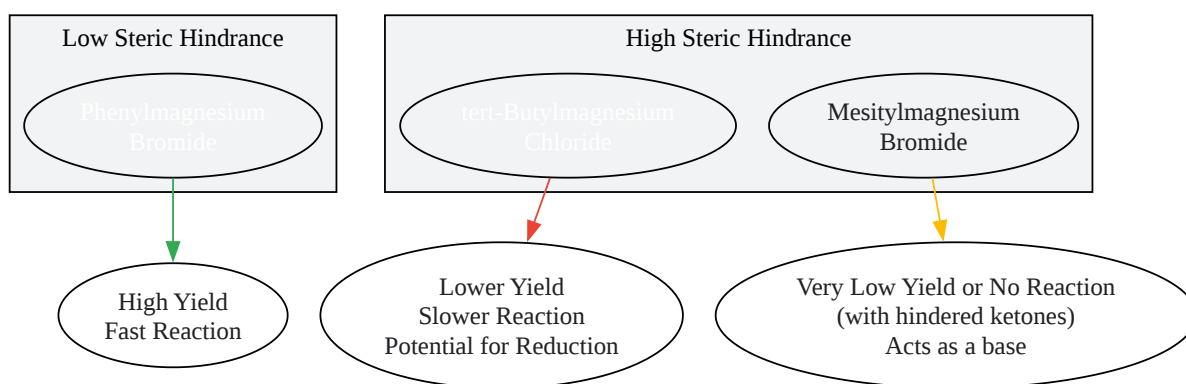 Low Steric Hindrance
High Steric Hindrance
Phenylmagnesium
Bromide
tert-Butylmagnesium
Chloride
Mesitylmagnesium
Bromide
High Yield
Fast Reaction
Lower Yield
Slower Reaction
Potential for Reduction
Very Low Yield or No Reaction
(with hindered ketones)
Acts as a base